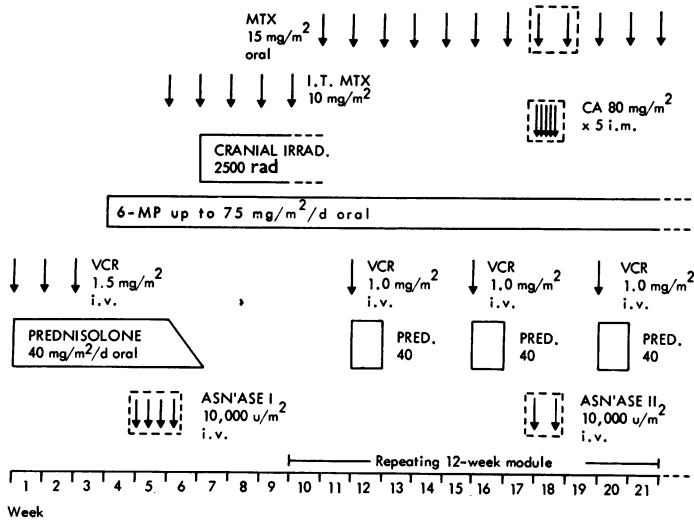 MTX
15 mg/m²
oral
I.T. MTX
10 mg/m²
CA 80 mg/m²
x 5 i.m.
CRANIAL IRRAD.
2500 rad
6-MP up to 75 mg/m²/d oral
VCR
1.5 mg/m²
i.v.
VCR
1.0 mg/m²
i.v.
VCR
1.0 mg/m²
i.v.
VCR
1.0 mg/m²
i.v.
PREDNISOLONE
40 mg/m²/d oral
PRED.
40
PRED.
40
PRED.
40
ASN'ASE I
10,000 u/m²
i.v.
ASN'ASE II
10,000 u/m²
i.v.
Repeating 12-week module
1 2 3 4 5 6 7 8 9 10 11 12 13 14 15 16 17 18 19 20 21
Week